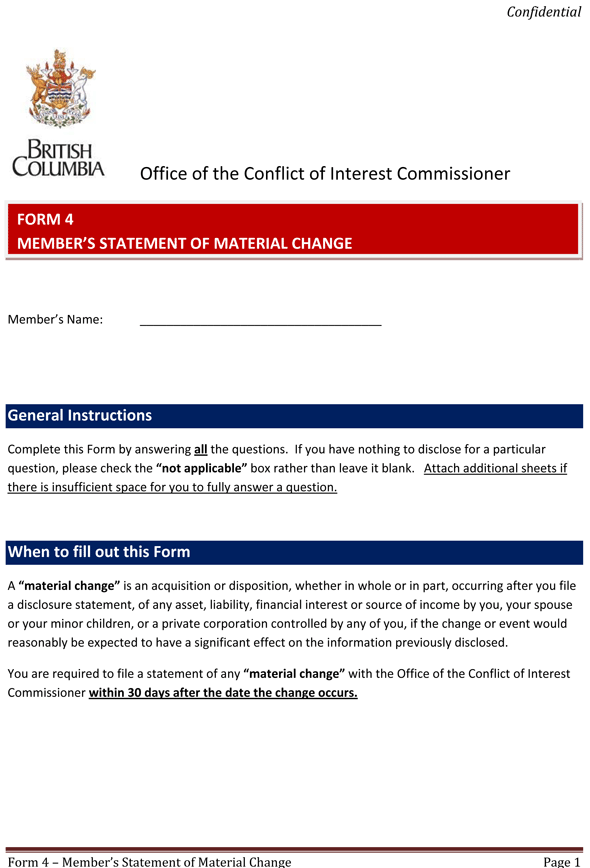 Confidential
BRITISH
COLUMBIA
Office of the Conflict of Interest Commissioner
FORM 4
MEMBER’S STATEMENT OF MATERIAL CHANGE
Member’s Name: ____________________________________
General Instructions
Complete this Form by answering all the questions.  If you have nothing to disclose for a particular
question, please check the “not applicable” box rather than leave it blank.   Attach additional sheets if
there is insufficient space for you to fully answer a question.
When to fill out this Form
A “material change” is an acquisition or disposition, whether in whole or in part, occurring after you file
a disclosure statement, of any asset, liability, financial interest or source of income by you, your spouse
or your minor children, or a private corporation controlled by any of you, if the change or event would
reasonably be expected to have a significant effect on the information previously disclosed.
You are required to file a statement of any “material change” with the Office of the Conflict of Interest
Commissioner within 30 days after the date the change occurs.
Form 4 – Member’s Statement of Material Change Page 1